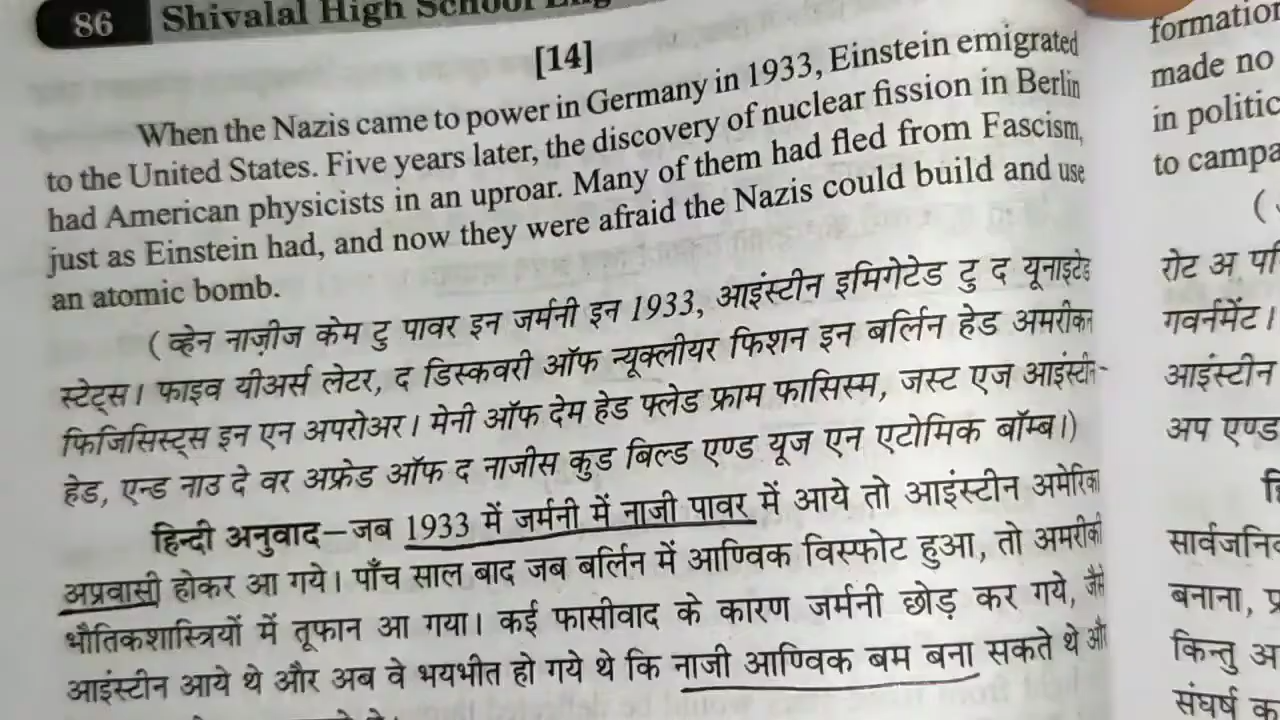 86 Shivalal High School
[14]
When the Nazis came to power in Germany in 1933, Einstein emigrated
to the United States. Five years later, the discovery of nuclear fission in Berlin
had American physicists in an uproar. Many of them had fled from Fascism,
just as Einstein had, and now they were afraid the Nazis could build and use
an atomic bomb.
( व्हेन नाज़ीज केम टु पावर इन जर्मनी इन 1933, आइंस्टीन इमिगेटेड टु द यूनाइटेड
स्टेट्स। फाइव यीअर्स लेटर, द डिस्कवरी ऑफ न्यूक्लीयर फिशन इन बर्लिन हेड अमरीकन
फिजिसिस्ट्स इन एन अपरोअर। मेनी ऑफ देम हेड फ्लेड फ्राम फासिस्म, जस्ट एज आइंस्टीन-
हेड, एन्ड नाउ दे वर अफ्रेड ऑफ द नाजीस कुड बिल्ड एण्ड यूज एन एटोमिक बॉम्ब।)
हिन्दी अनुवाद–जब 1933 में जर्मनी में नाजी पावर में आये तो आइंस्टीन अमेरिका
अप्रवासी होकर आ गये। पाँच साल बाद जब बर्लिन में आण्विक विस्फोट हुआ, तो अमरीकी
भौतिकशास्त्रियों में तूफान आ गया। कई फासीवाद के कारण जर्मनी छोड़ कर गये, जैसे
आइंस्टीन आये थे और अब वे भयभीत हो गये थे कि नाजी आण्विक बम बना सकते थे और
formation
made no
in politic
to campa
रोट अ पॉ
गवर्नमेंट।
आइंस्टीन
अप एण्ड
सार्वजनिक
बनाना, प्र
किन्तु अ
संघर्ष क